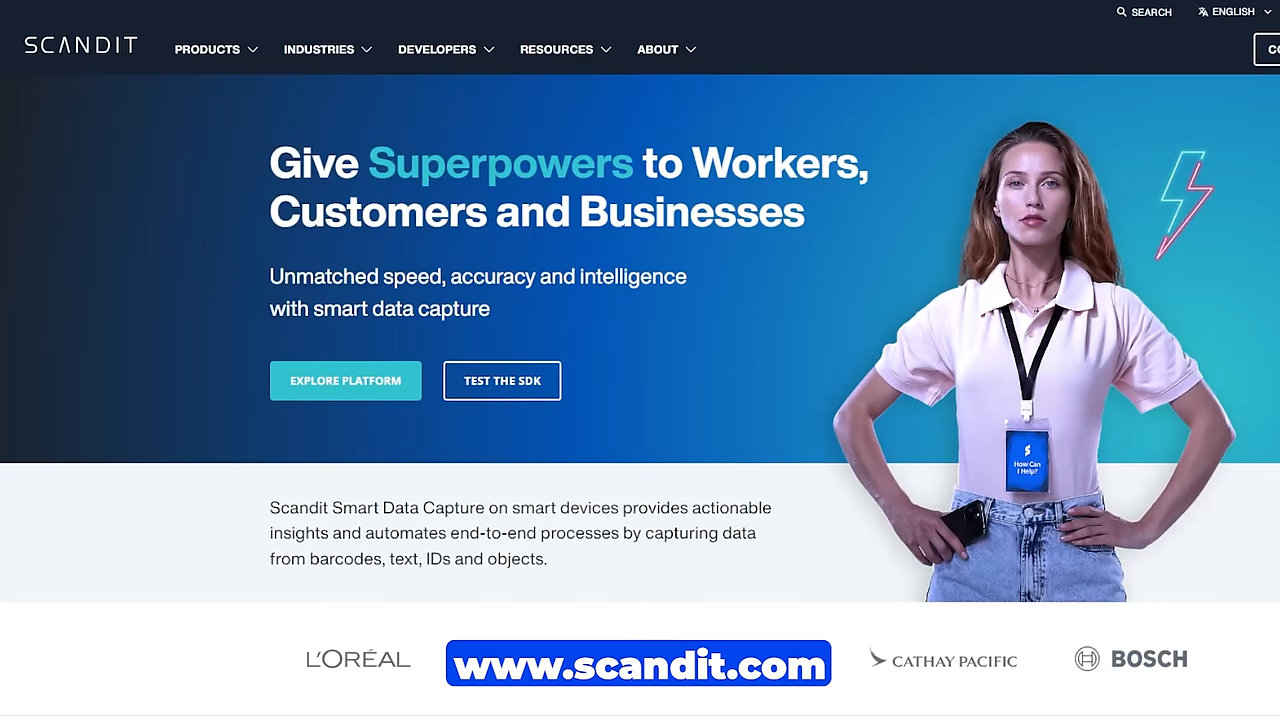 SEARCH ENGLISH
SCANDIT PRODUCTS INDUSTRIES DEVELOPERS RESOURCES ABOUT
Give Superpowers to Workers,
Customers and Businesses
Unmatched speed, accuracy and intelligence
with smart data capture
EXPLORE PLATFORM TEST THE SDK
How Can
I Help?
Scandit Smart Data Capture on smart devices provides actionable
insights and automates end-to-end processes by capturing data
from barcodes, text, IDs and objects.
L'ORÉAL www.scandit.com CATHAY PACIFIC BOSCH